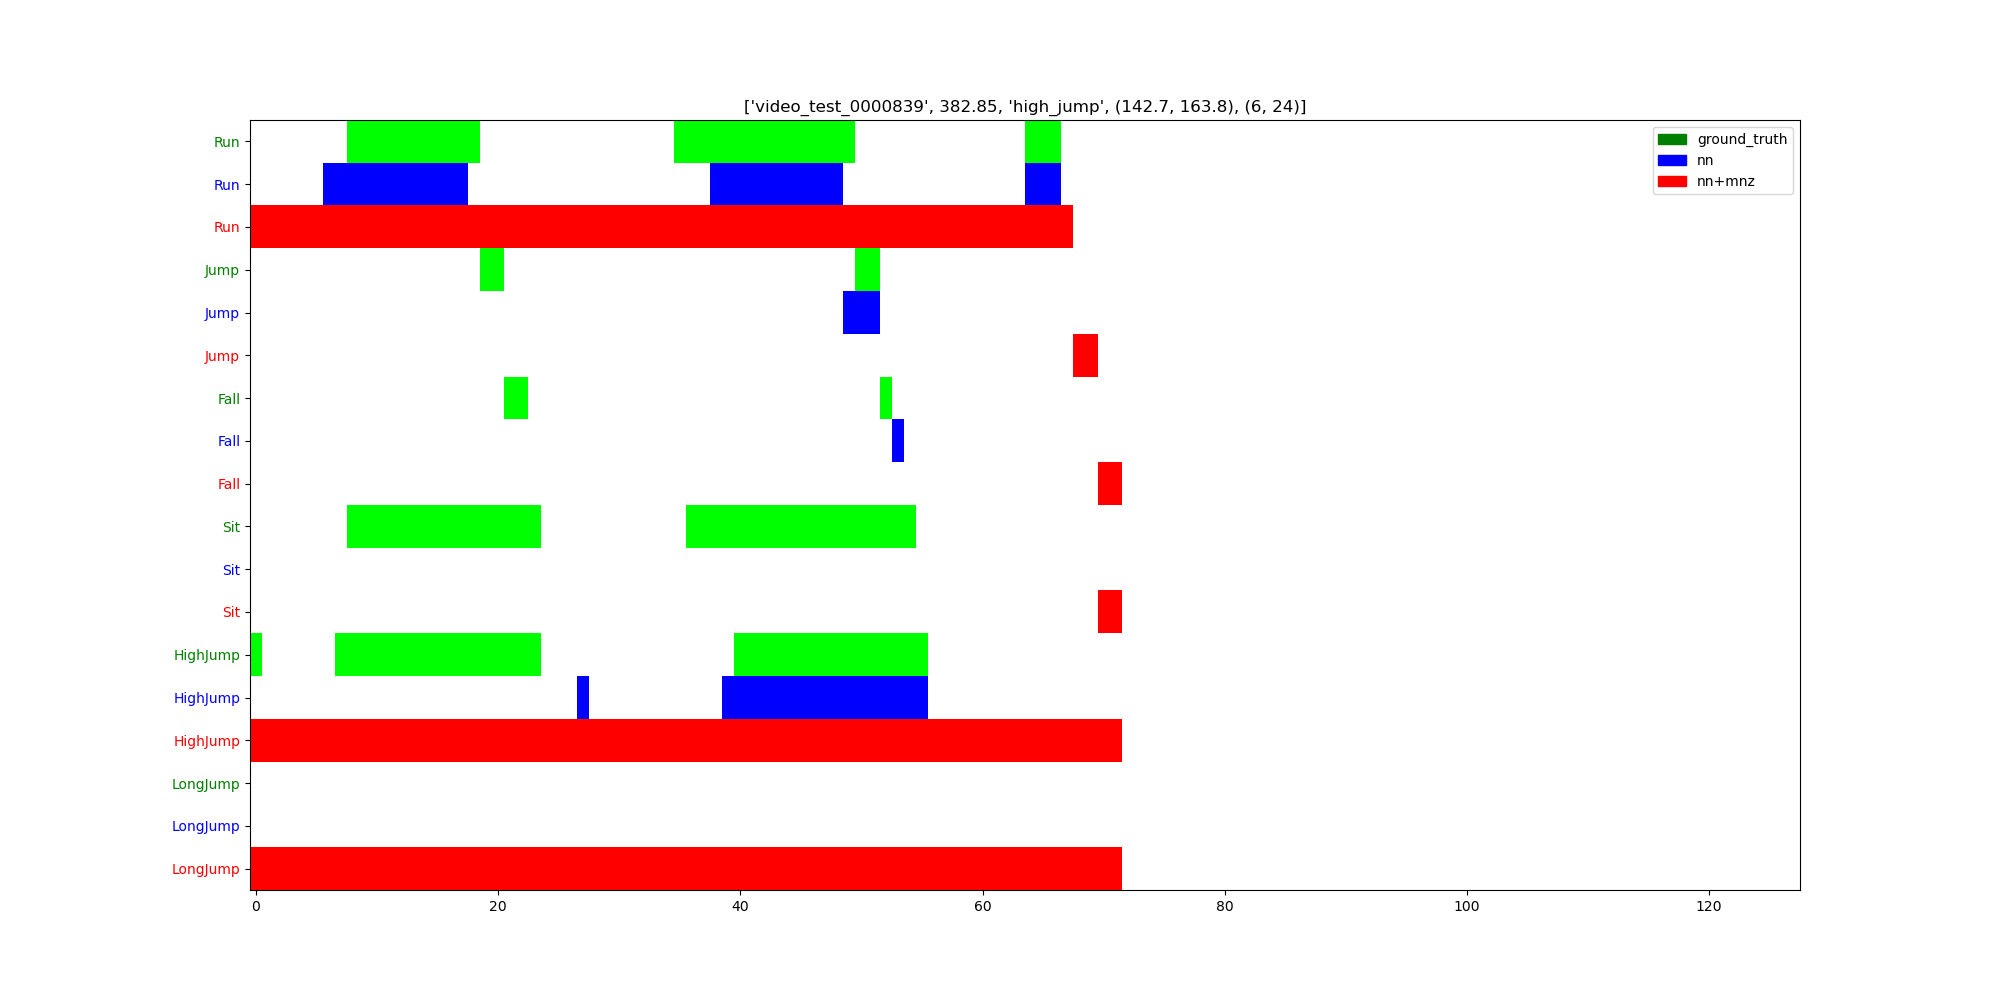 ['video_test_0000839', 382.85, 'high_jump', (142.7, 163.8), (6, 24)]
Run
Run
Run
Jump
Jump
Jump
Fall
Fall
Fall
Sit
Sit
Sit
HighJump
HighJump
HighJump
LongJump
LongJump
LongJump
ground_truth
nn
nn+mnz
0 20 40 60 80 100 120